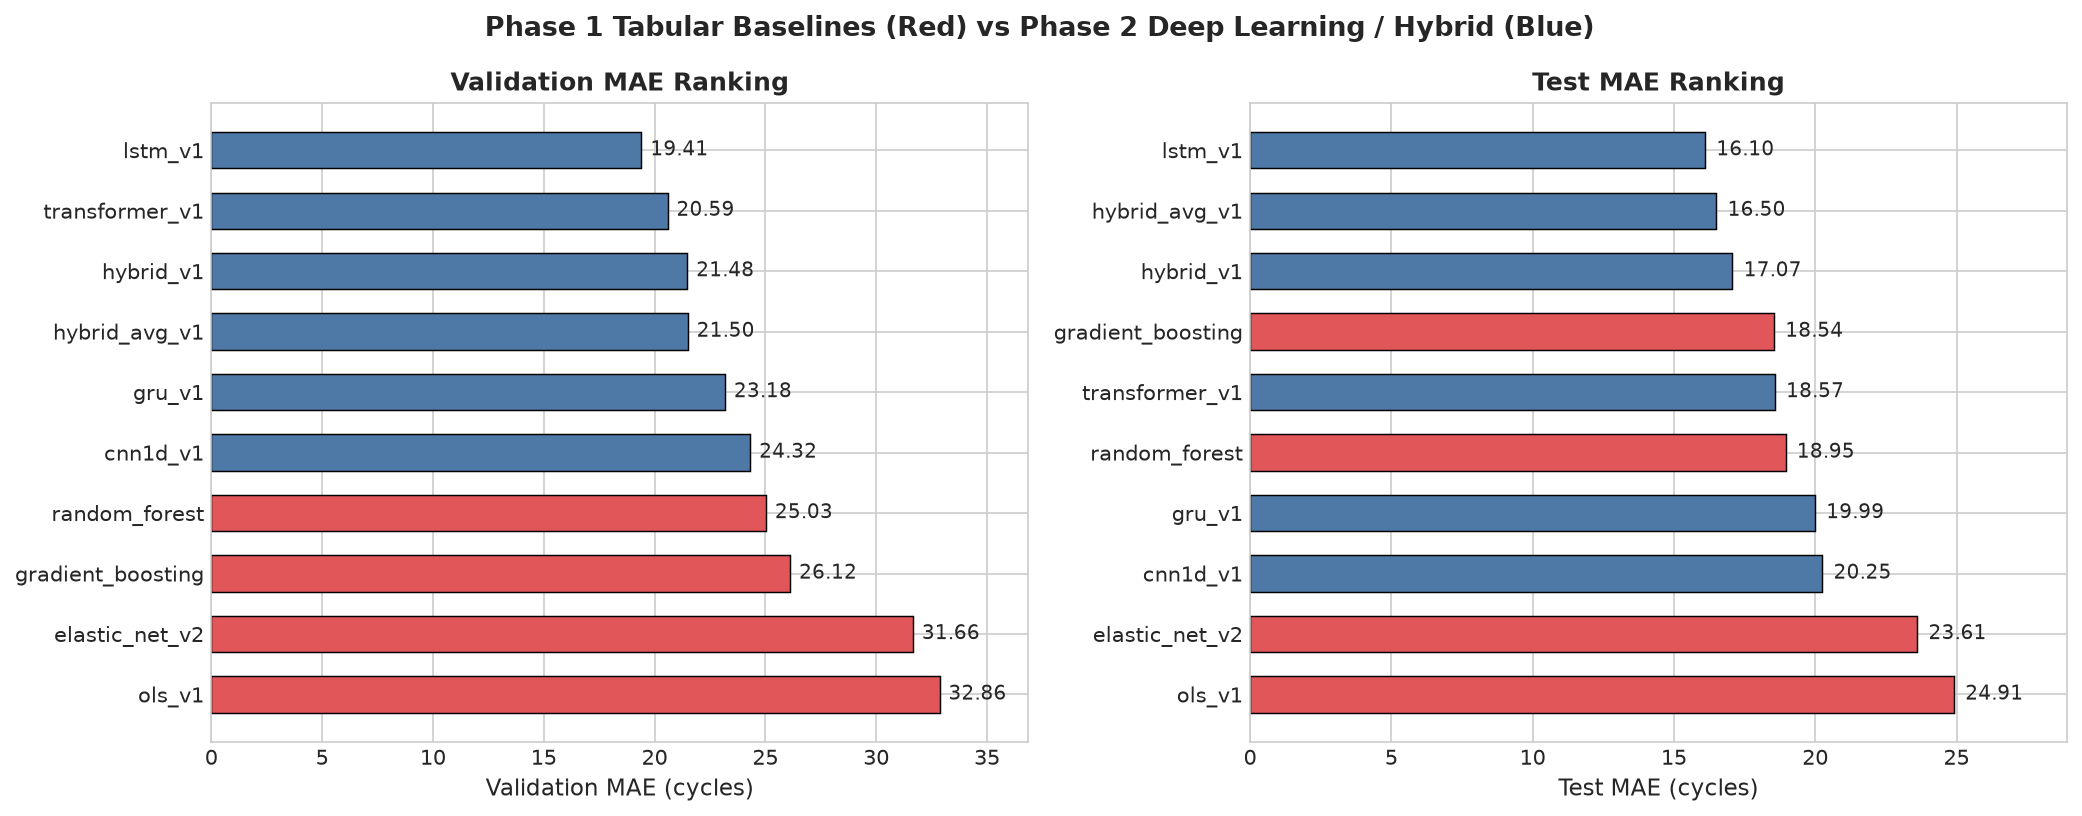 Phase 1 Tabular Baselines (Red) vs Phase 2 Deep Learning / Hybrid (Blue)
Validation MAE Ranking
lstm_v1 19.41
transformer_v1 20.59
hybrid_v1 21.48
hybrid_avg_v1 21.50
gru_v1 23.18
cnn1d_v1 24.32
random_forest 25.03
gradient_boosting 26.12
elastic_net_v2 31.66
ols_v1 32.86
0 5 10 15 20 25 30 35
Validation MAE (cycles)
Test MAE Ranking
lstm_v1 16.10
hybrid_avg_v1 16.50
hybrid_v1 17.07
gradient_boosting 18.54
transformer_v1 18.57
random_forest 18.95
gru_v1 19.99
cnn1d_v1 20.25
elastic_net_v2 23.61
ols_v1 24.91
0 5 10 15 20 25
Test MAE (cycles)